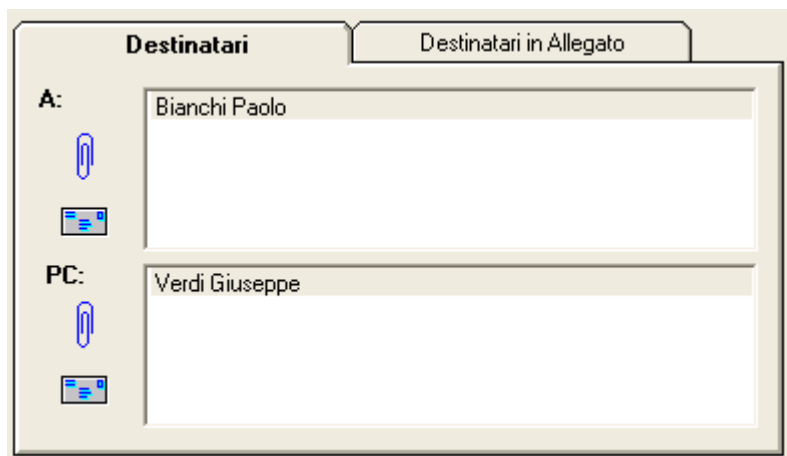 Destinatari
Destinatari in Allegato
A:
Bianchi Paolo
PC:
Verdi Giuseppe